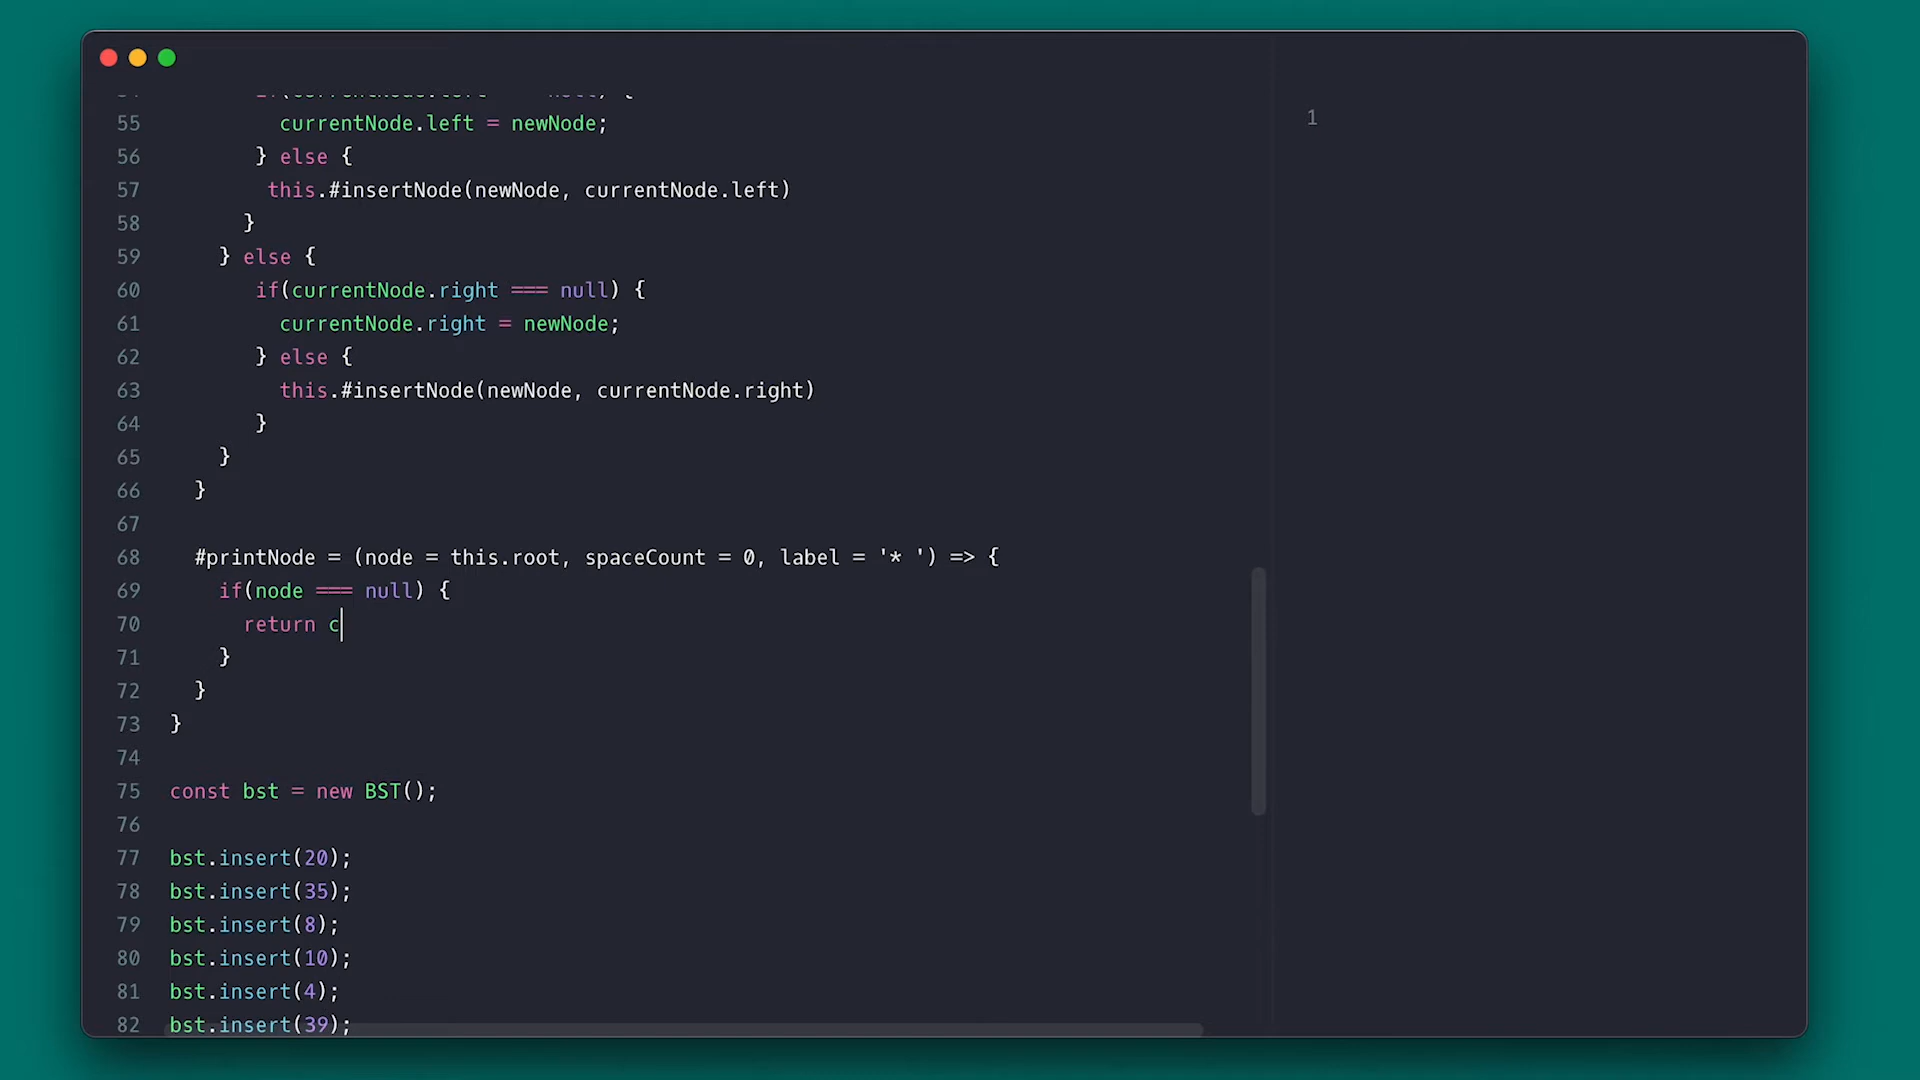 55 currentNode.left = newNode;
56 } else {
57 this.#insertNode(newNode, currentNode.left)
58 }
59 } else {
60 if(currentNode.right === null) {
61 currentNode.right = newNode;
62 } else {
63 this.#insertNode(newNode, currentNode.right)
64 }
65 }
66 }
67
68 #printNode = (node = this.root, spaceCount = 0, label = '* ') => {
69 if(node === null) {
70 return c
71 }
72 }
73 }
74
75 const bst = new BST();
76
77 bst.insert(20);
78 bst.insert(35);
79 bst.insert(8);
80 bst.insert(10);
81 bst.insert(4);
82 bst.insert(39);
1